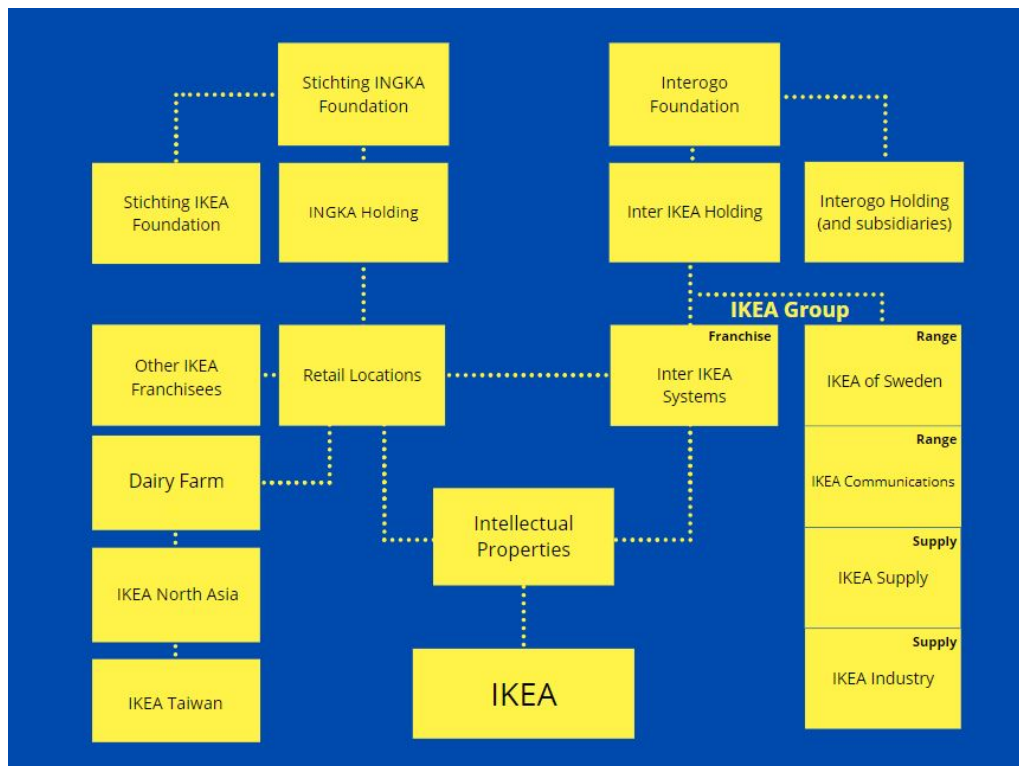 Stichting INGKA
Foundation
Interogo
Foundation
Stichting IKEA
Foundation
INGKA Holding
Inter IKEA Holding
Interogo Holding
(and subsidiaries)
IKEA Group
Other IKEA
Franchisees
Retail Locations
Franchise
Inter IKEA
Systems
Range
IKEA of Sweden
Dairy Farm
Range
IKEA Communications
Intellectual
Properties
Supply
IKEA Supply
IKEA North Asia
Supply
IKEA Industry
IKEA Taiwan
IKEA